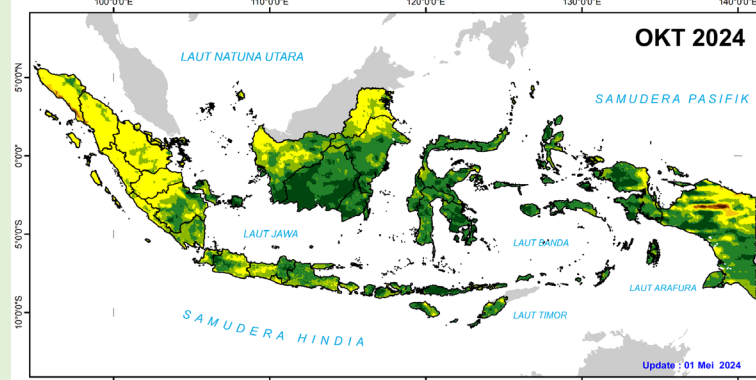 100°0'0"E 110°0'0"E 120°0'0"E 130°0'0"E 140°0'0"E
OKT 2024
LAUT NATUNA UTARA
5°0'0"N
SAMUDERA PASIFIK
0°0'0"
LAUT JAWA
5°0'0"S
LAUT BANDA
LAUT ARAFURA
10°0'0"S
SAMUDERA HINDIA
LAUT TIMOR
Update : 01 Mei 2024